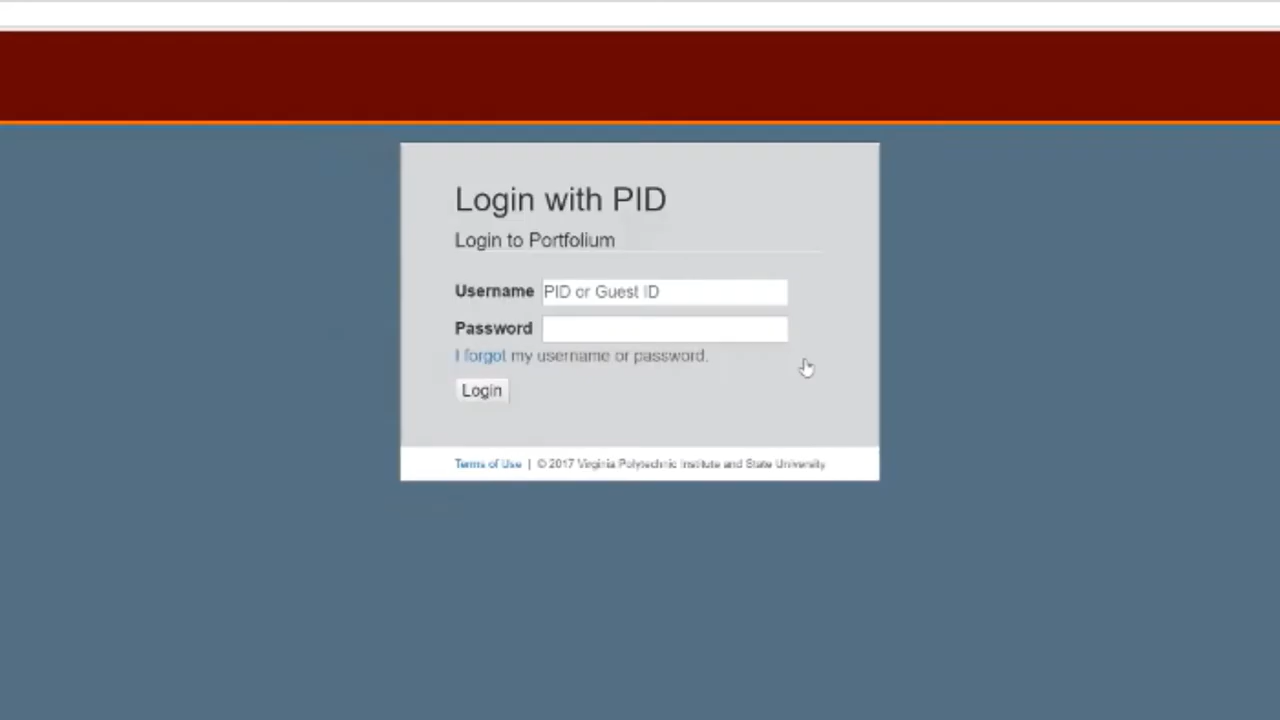 Login with PID
Login to Portfolium
Username PID or Guest ID
Password
I forgot my username or password.
Login
Terms of Use | © 2017 Virginia Polytechnic Institute and State University